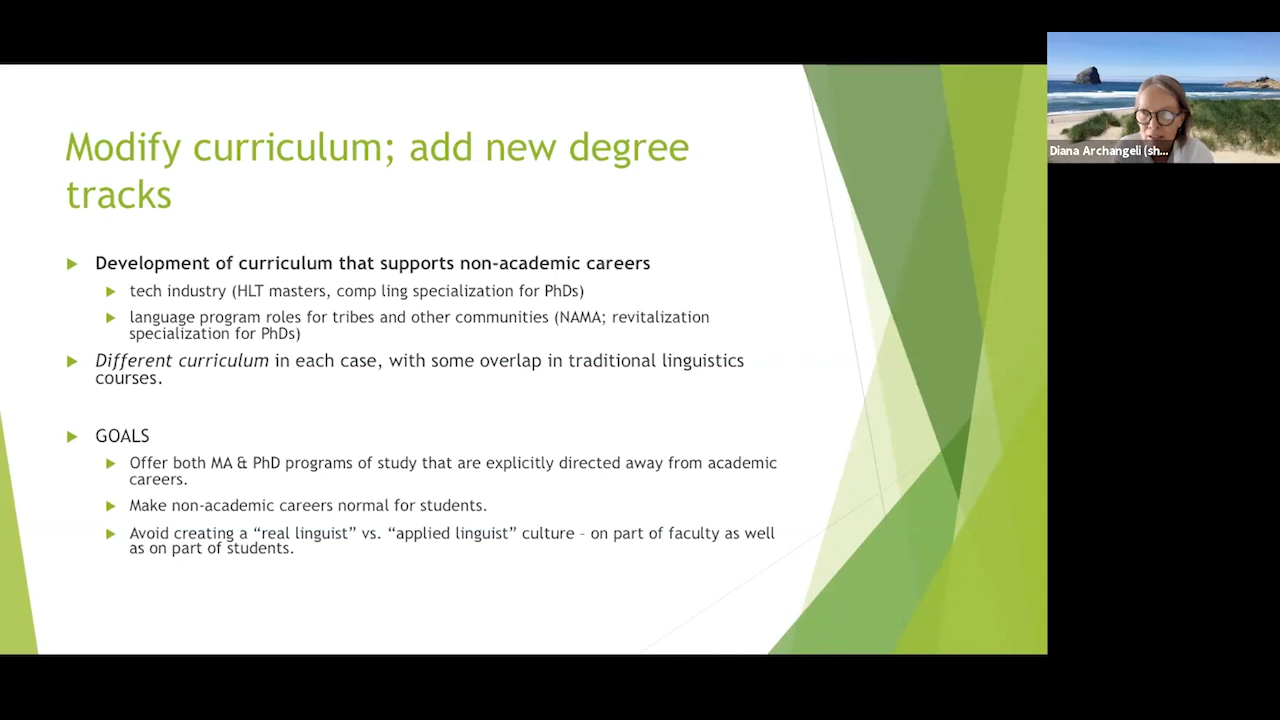 Modify curriculum; add new degree
tracks
Development of curriculum that supports non-academic careers
tech industry (HLT masters, comp ling specialization for PhDs)
language program roles for tribes and other communities (NAMA; revitalization
specialization for PhDs)
Different curriculum in each case, with some overlap in traditional linguistics
courses.
GOALS
Offer both MA & PhD programs of study that are explicitly directed away from academic
careers.
Make non-academic careers normal for students.
Avoid creating a “real linguist” vs. “applied linguist” culture – on part of faculty as well
as on part of students.
Diana Archangeli (sh...